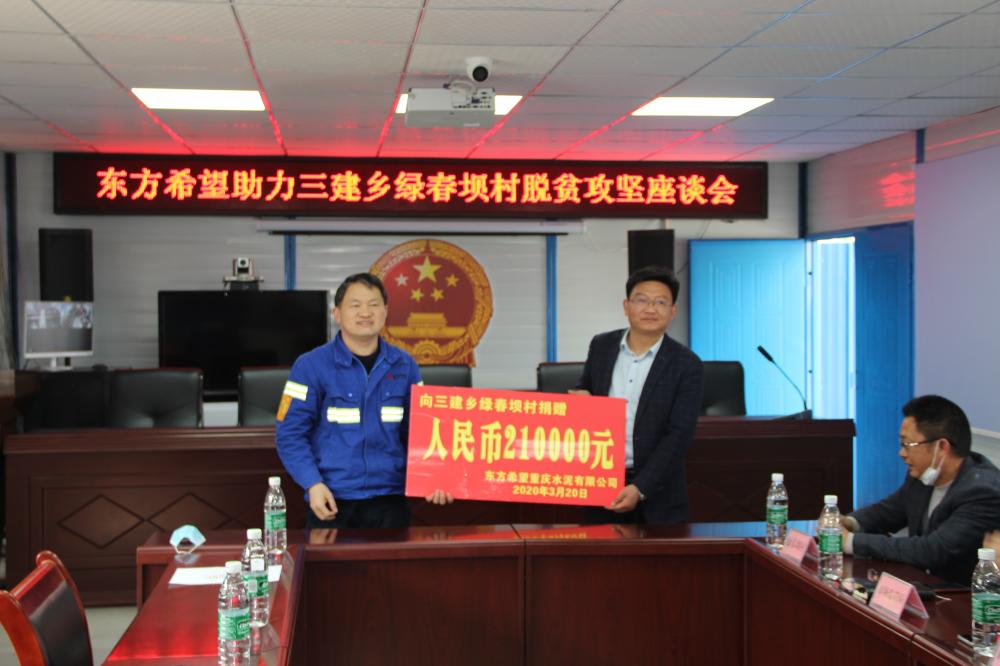 东方希望助力三建乡绿春坝村脱贫攻坚座谈会
向三建乡绿春坝村捐赠
人民币210000元
东方希望重庆水泥有限公司
2020年3月20日